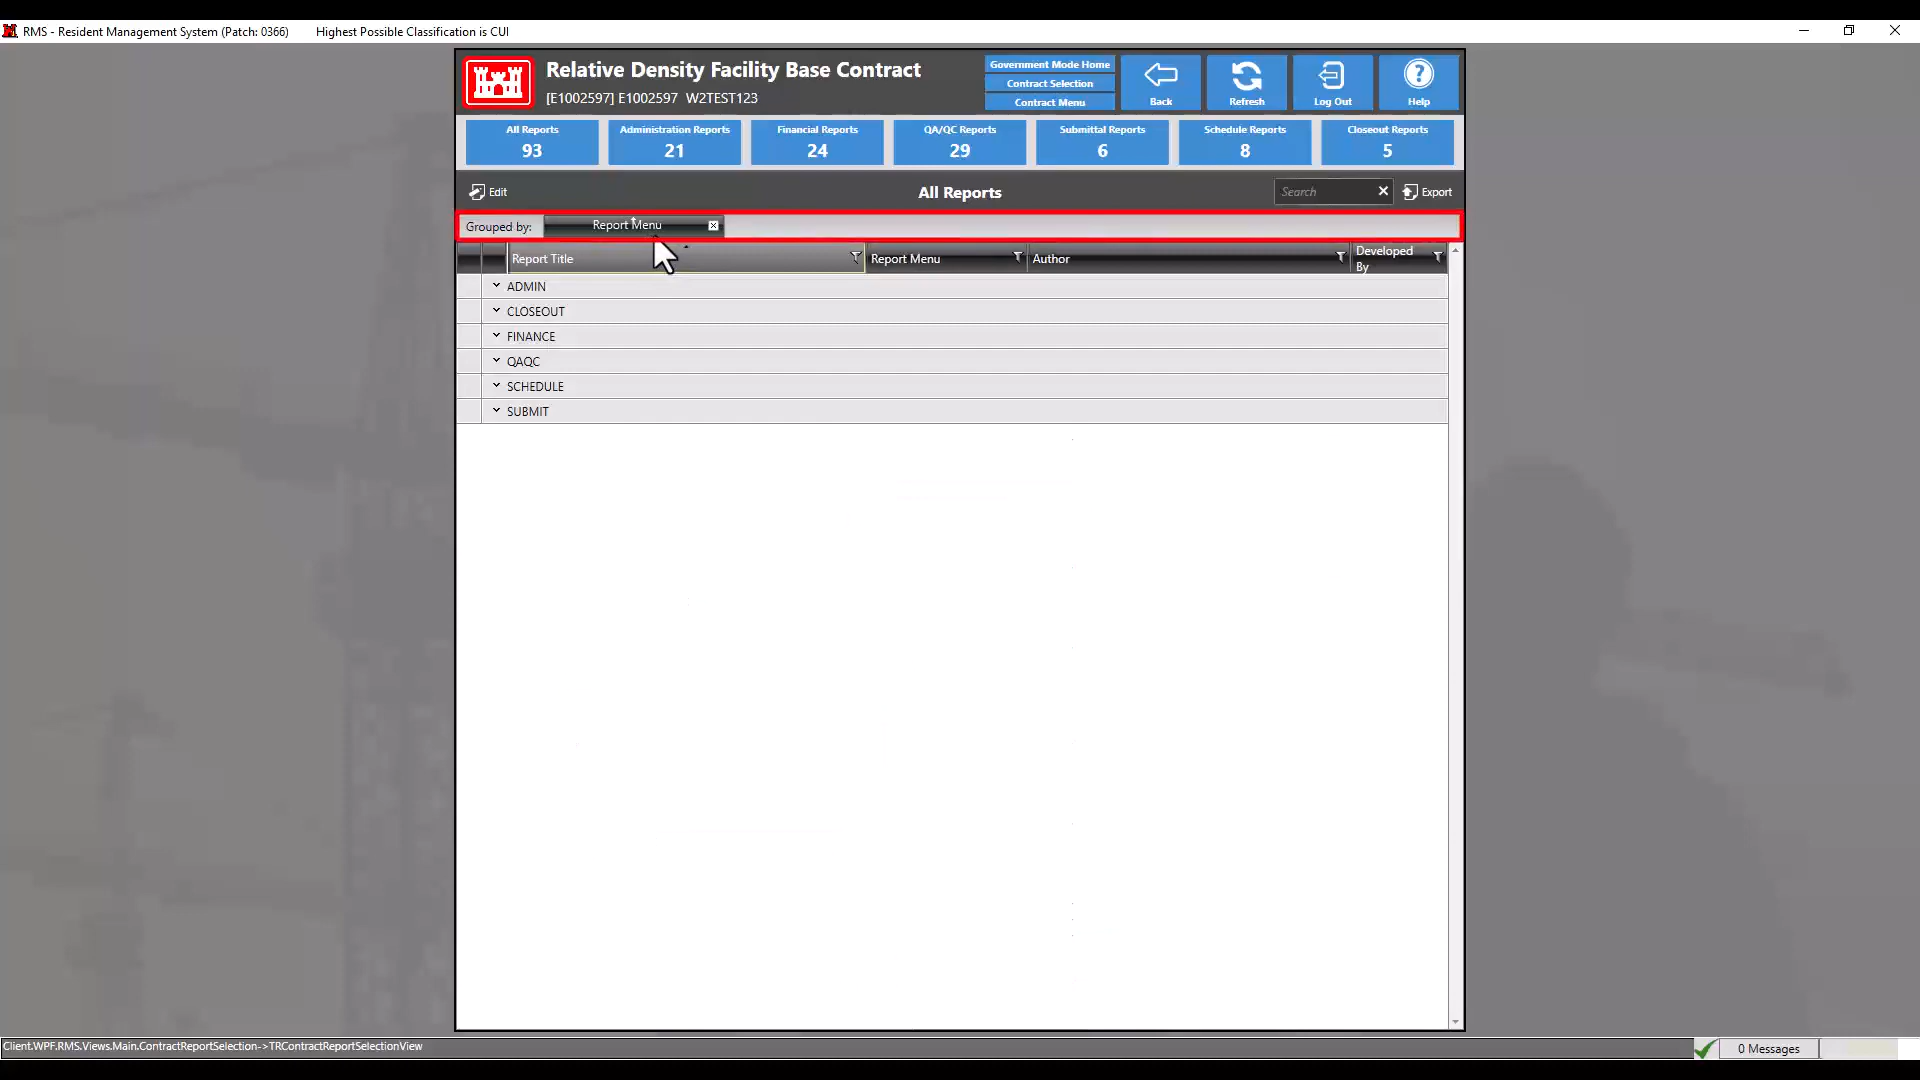 RMS - Resident Management System (Patch: 0366) Highest Possible Classification is CUI
Relative Density Facility Base Contract
[E1002597] E1002597 W2TEST123
Government Mode Home
Contract Selection
Contract Menu
Back
Refresh
Log Out
Help
All Reports
93
Administration Reports
21
Financial Reports
24
QA/QC Reports
29
Submittal Reports
6
Schedule Reports
8
Closeout Reports
5
Edit
All Reports
Search
Export
Grouped by:
Report Menu
Report Title
Report Menu
Author
Developed
By
ADMIN
CLOSEOUT
FINANCE
QAQC
SCHEDULE
SUBMIT
Client.WPF.RMS.Views.Main.ContractReportSelection->TRContractReportSelectionView
0 Messages